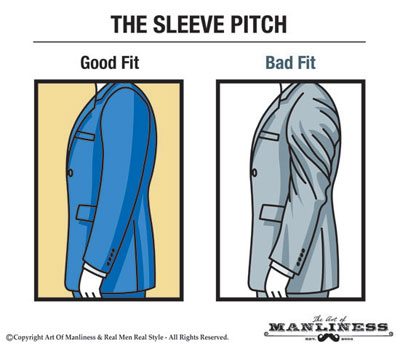 THE SLEEVE PITCH
Good Fit
Bad Fit
The Art of
MANLINESS
EST. 2008
©Copyright Art Of Manliness & Real Men Real Style - All Rights Reserved.